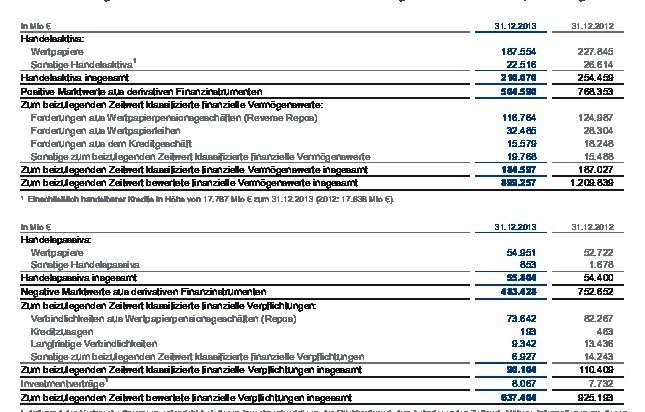 In Mio € 31.12.2013 31.12.2012
Handelsaktiva:
Wertpapiere 187.554 227.845
Sonstige Handelsaktiva¹ 22.516 26.614
Handelsaktiva insgesamt 210.070 254.459
Positive Marktwerte aus derivativen Finanzinstrumenten 504.590 768.353
Zum beizulegenden Zeitwert klassifizierte finanzielle Vermögenswerte:
Forderungen aus Wertpapierpensionsgeschäften (Reverse Repos) 116.764 124.987
Forderungen aus Wertpapierleihen 32.485 28.304
Forderungen aus dem Kreditgeschäft 15.579 18.248
Sonstige zum beizulegenden Zeitwert klassifizierte finanzielle Vermögenswerte 19.768 15.488
Zum beizulegenden Zeitwert klassifizierte finanzielle Vermögenswerte insgesamt 184.597 187.027
Zum beizulegenden Zeitwert bewertete finanzielle Vermögenswerte insgesamt 899.257 1.209.839
¹ Einschließlich handelbarer Kredite in Höhe von 17.787 Mio € zum 31.12.2013 (2012: 17.638 Mio €).
In Mio € 31.12.2013 31.12.2012
Handelspassiva:
Wertpapiere 54.951 52.722
Sonstige Handelspassiva 853 1.678
Handelspassiva insgesamt 55.804 54.400
Negative Marktwerte aus derivativen Finanzinstrumenten 483.428 752.652
Zum beizulegenden Zeitwert klassifizierte finanzielle Verpflichtungen:
Verbindlichkeiten aus Wertpapierpensionsgeschäften (Repos) 73.642 82.267
Kreditzusagen 193 463
Langfristige Verbindlichkeiten 9.342 13.436
Sonstige zum beizulegenden Zeitwert klassifizierte finanzielle Verpflichtungen 6.927 14.243
Zum beizulegenden Zeitwert klassifizierte finanzielle Verpflichtungen insgesamt 90.104 110.409
Investmentverträge¹ 8.067 7.732
Zum beizulegenden Zeitwert bewertete finanzielle Verpflichtungen insgesamt 637.404 925.193